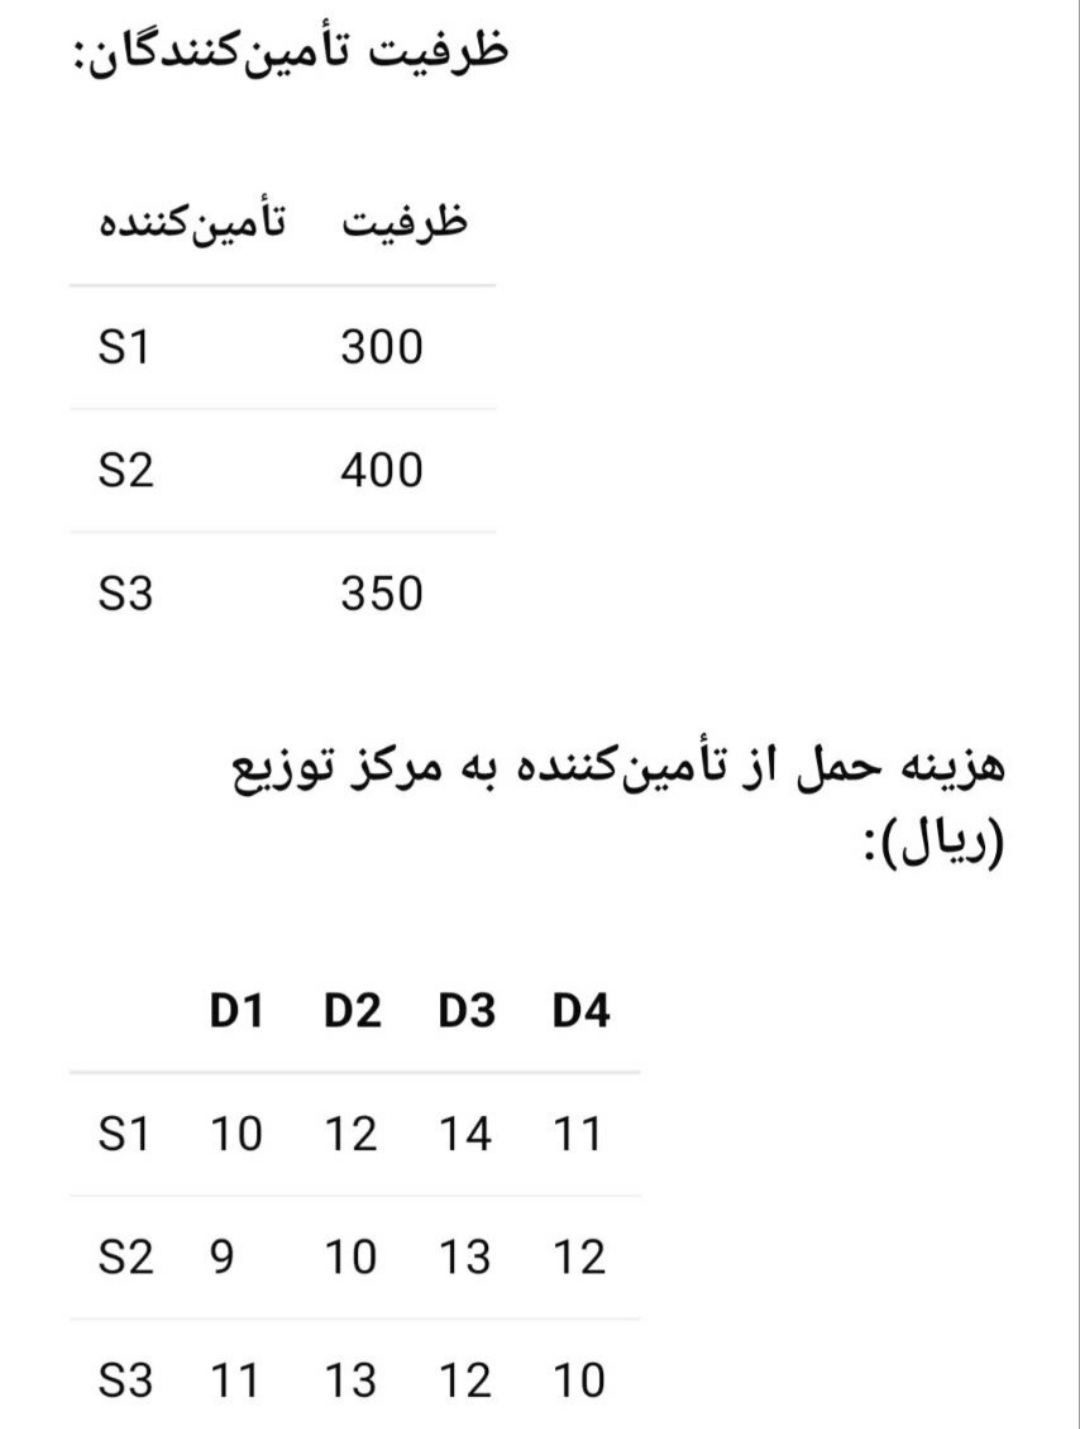 ظرفیت تأمین‌کنندگان:
تأمین‌کننده ظرفیت
S1 300
S2 400
S3 350
هزینه حمل از تأمین‌کننده به مرکز توزیع
(ریال):
D1 D2 D3 D4
S1 10 12 14 11
S2 9 10 13 12
S3 11 13 12 10